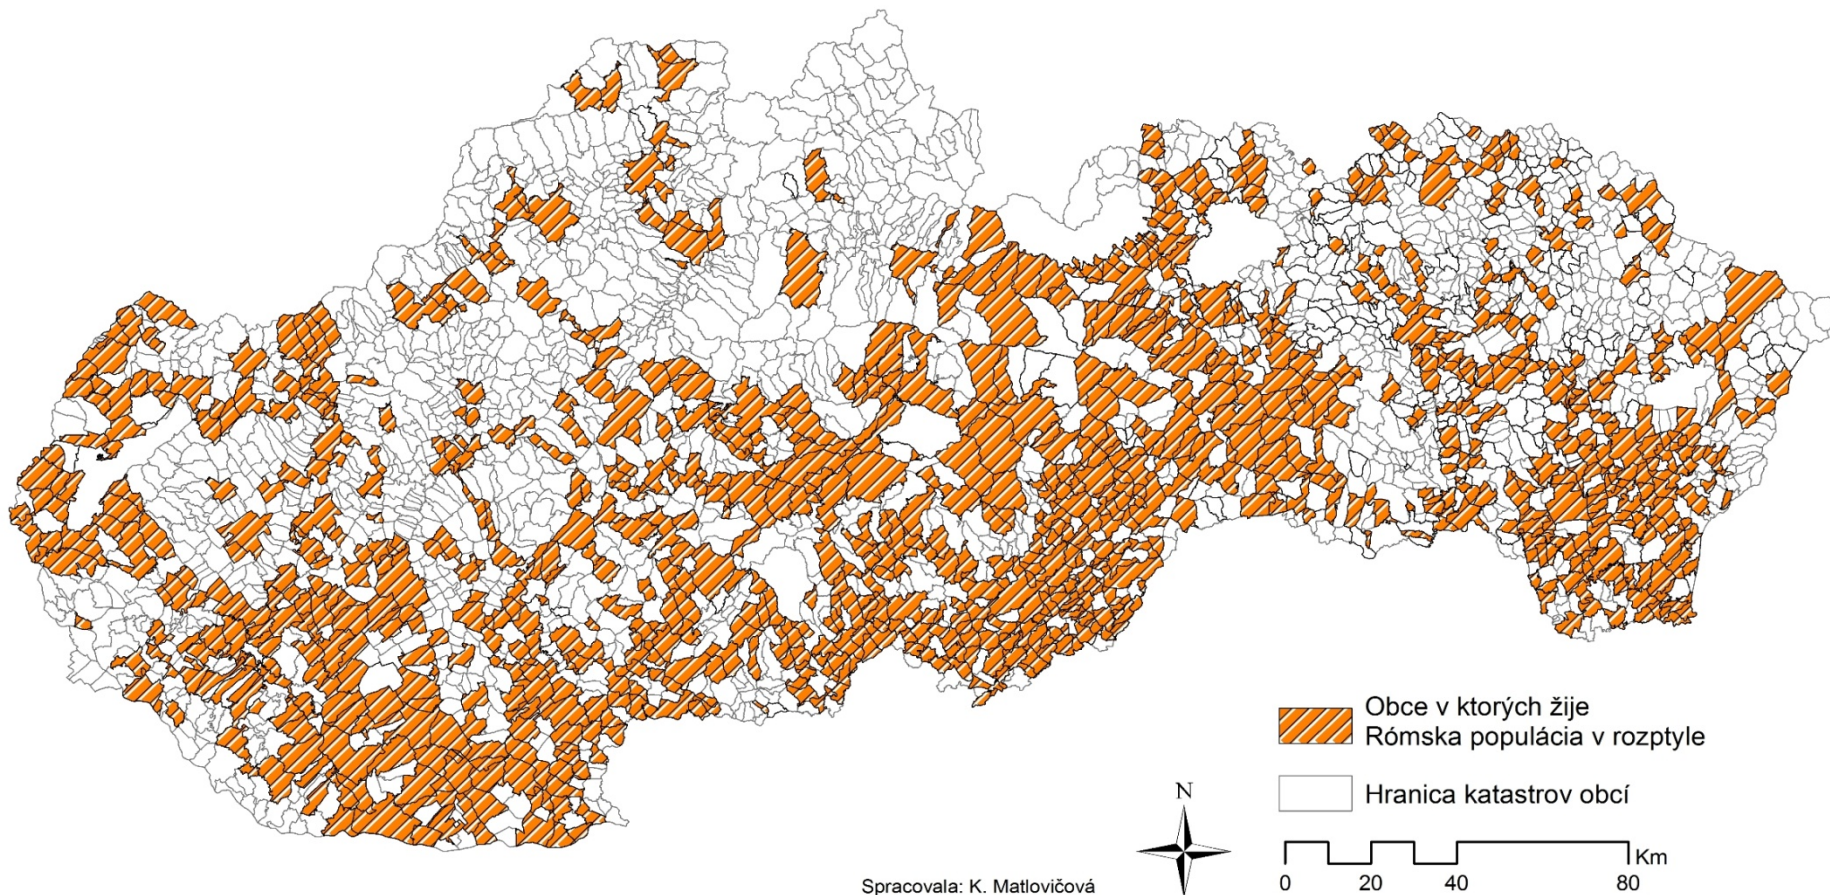 Obce v ktorých žije
Rómska populácia v rozptyle
Hranica katastrov obcí
N
Km
0 20 40 80
Spracovala: K. Matlovičová